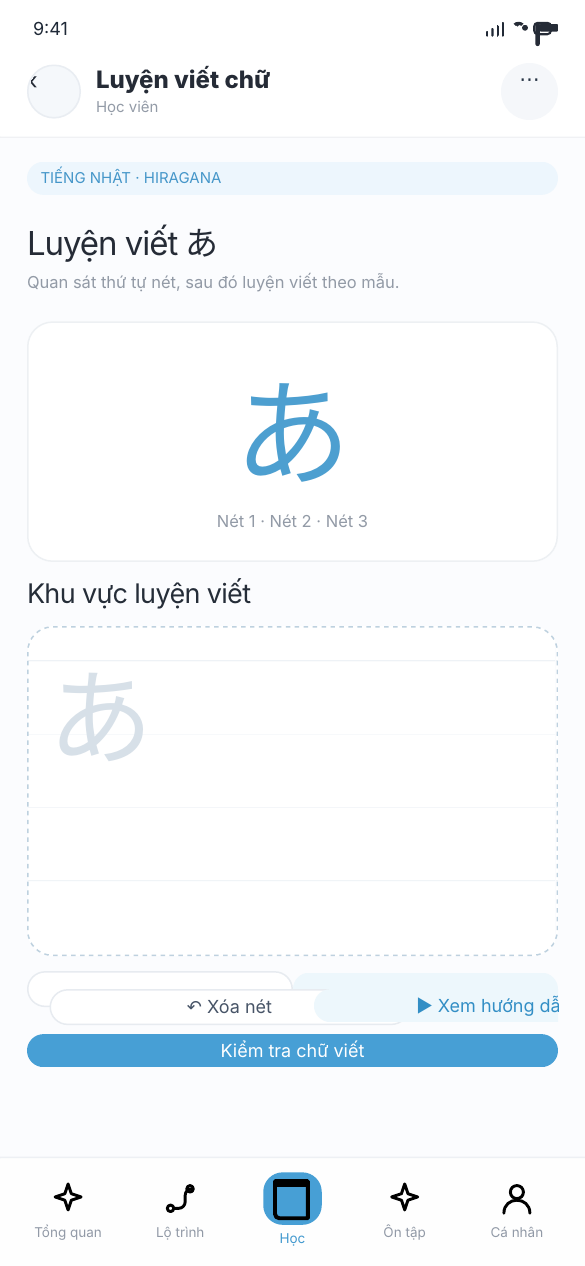 9:41
‹
Luyện viết chữ
Học viên
...
TIẾNG NHẬT · HIRAGANA
Luyện viết あ
Quan sát thứ tự nét, sau đó luyện viết theo mẫu.
あ
Nét 1 · Nét 2 · Nét 3
Khu vực luyện viết
あ
↶ Xóa nét
▶ Xem hướng dẫ
Kiểm tra chữ viết
Tổng quan
Lộ trình
Học
Ôn tập
Cá nhân